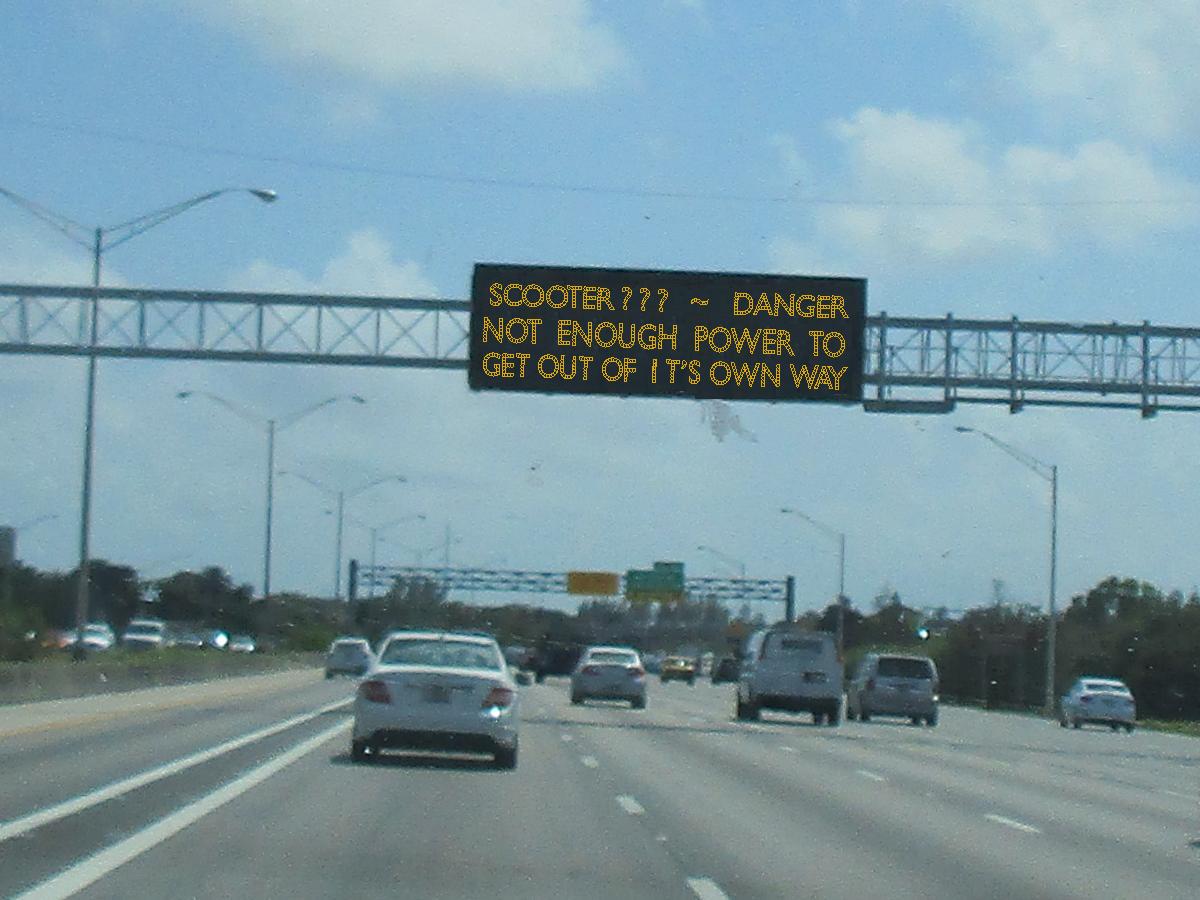 SCOOTER??? ~ DANGER
NOT ENOUGH POWER TO
GET OUT OF IT'S OWN WAY